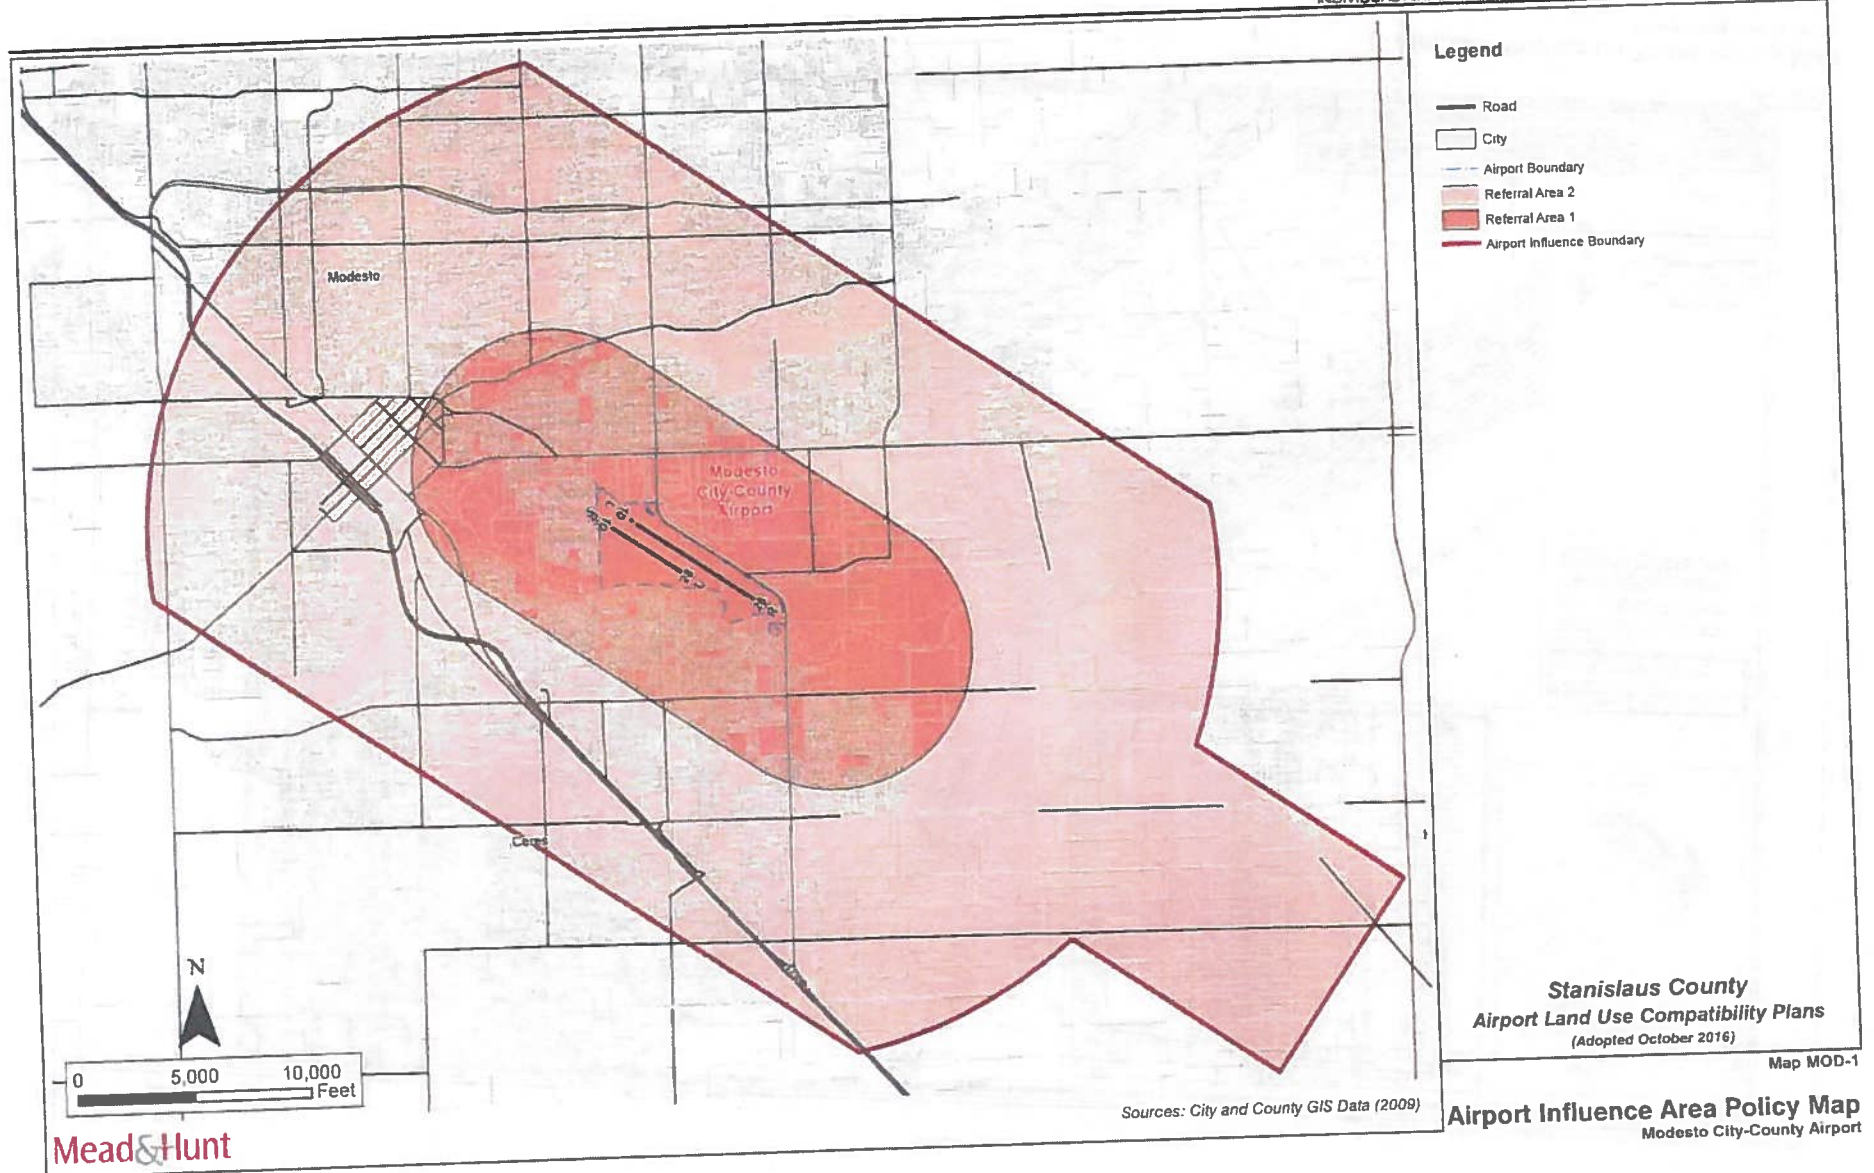 Legend
Road
City
Airport Boundary
Referral Area 2
Referral Area 1
Airport Influence Boundary
Modesto
Modesto
City-County
Airport
Ceres
N
0 5,000 10,000
Feet
Stanislaus County
Airport Land Use Compatibility Plans
(Adopted October 2016)
Map MOD-1
Sources: City and County GIS Data (2009)
Airport Influence Area Policy Map
Modesto City-County Airport
Mead&Hunt